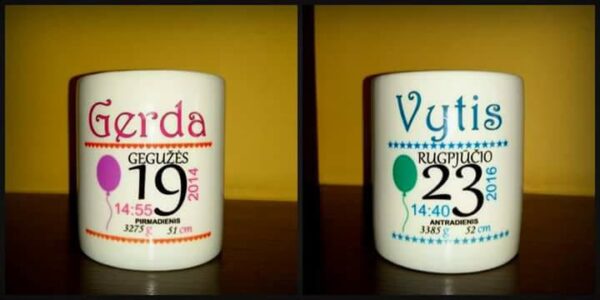 Gerda
GEGUŽĖS
19
2014
14:55
PIRMADIENIS
3275 g 51 cm
Vytis
RUGPJŪČIO
23
2016
14:40
ANTRADIENIS
3385 g 52 cm